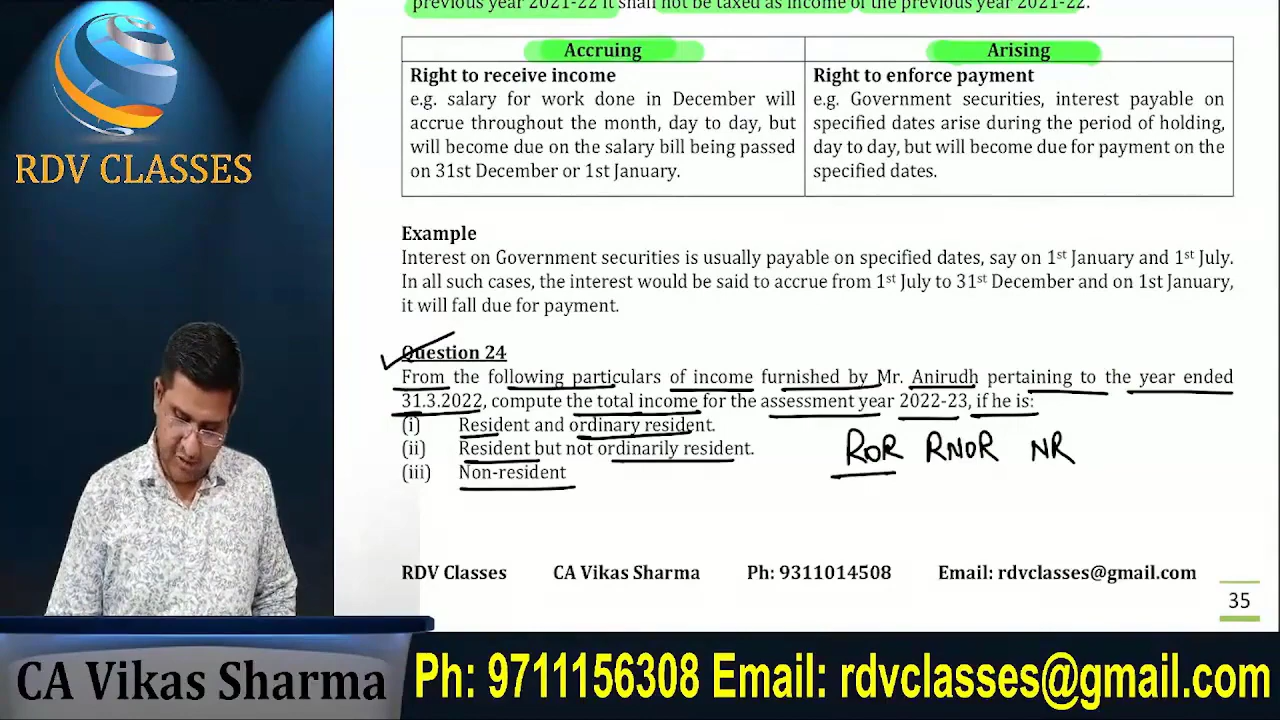 previous year 2021-22 it shall not be taxed as income of the previous year 2021-22.
Accruing
Arising
Right to receive income
e.g. salary for work done in December will
accrue throughout the month, day to day, but
will become due on the salary bill being passed
on 31st December or 1st January.
Right to enforce payment
e.g. Government securities, interest payable on
specified dates arise during the period of holding,
day to day, but will become due for payment on the
specified dates.
RDV CLASSES
Example
Interest on Government securities is usually payable on specified dates, say on 1st January and 1st July.
In all such cases, the interest would be said to accrue from 1st July to 31st December and on 1st January,
it will fall due for payment.
Question 24
From the following particulars of income furnished by Mr. Anirudh pertaining to the year ended
31.3.2022, compute the total income for the assessment year 2022-23, if he is:
(i) Resident and ordinary resident.
(ii) Resident but not ordinarily resident.
(iii) Non-resident
ROR RNOR NR
RDV Classes CA Vikas Sharma Ph: 9311014508 Email: rdvclasses@gmail.com
35
CA Vikas Sharma
Ph: 9711156308 Email: rdvclasses@gmail.com